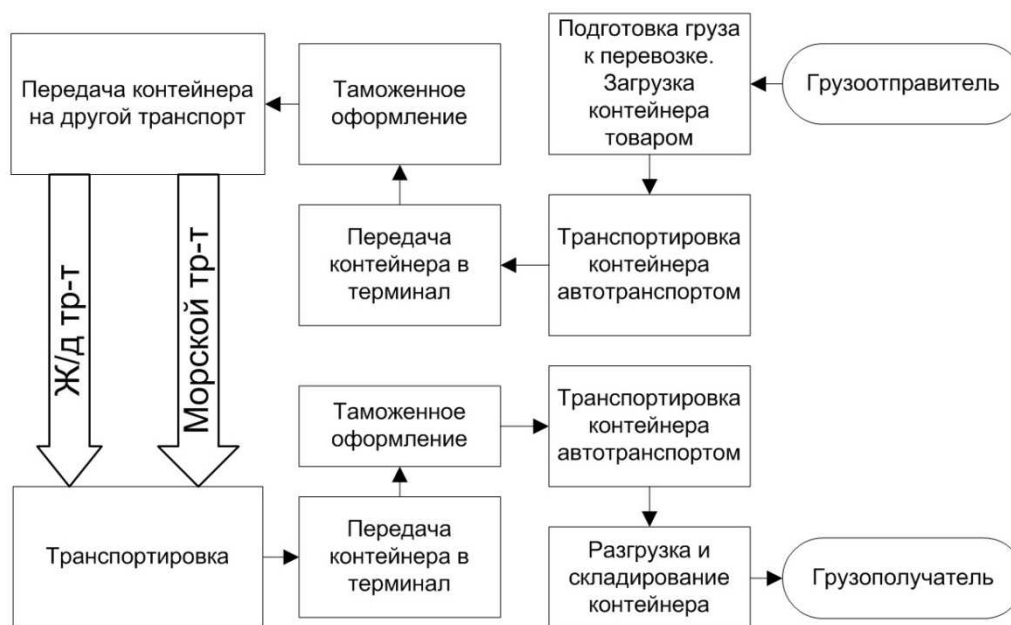 Передача контейнера
на другой транспорт
Таможенное
оформление
Подготовка груза
к перевозке.
Загрузка
контейнера
товаром
Грузоотправитель
Ж/д тр-т
Морской тр-т
Передача
контейнера в
терминал
Транспортировка
контейнера
автотранспортом
Таможенное
оформление
Транспортировка
контейнера
автотранспортом
Транспортировка
Передача
контейнера в
терминал
Разгрузка и
складирование
контейнера
Грузополучатель